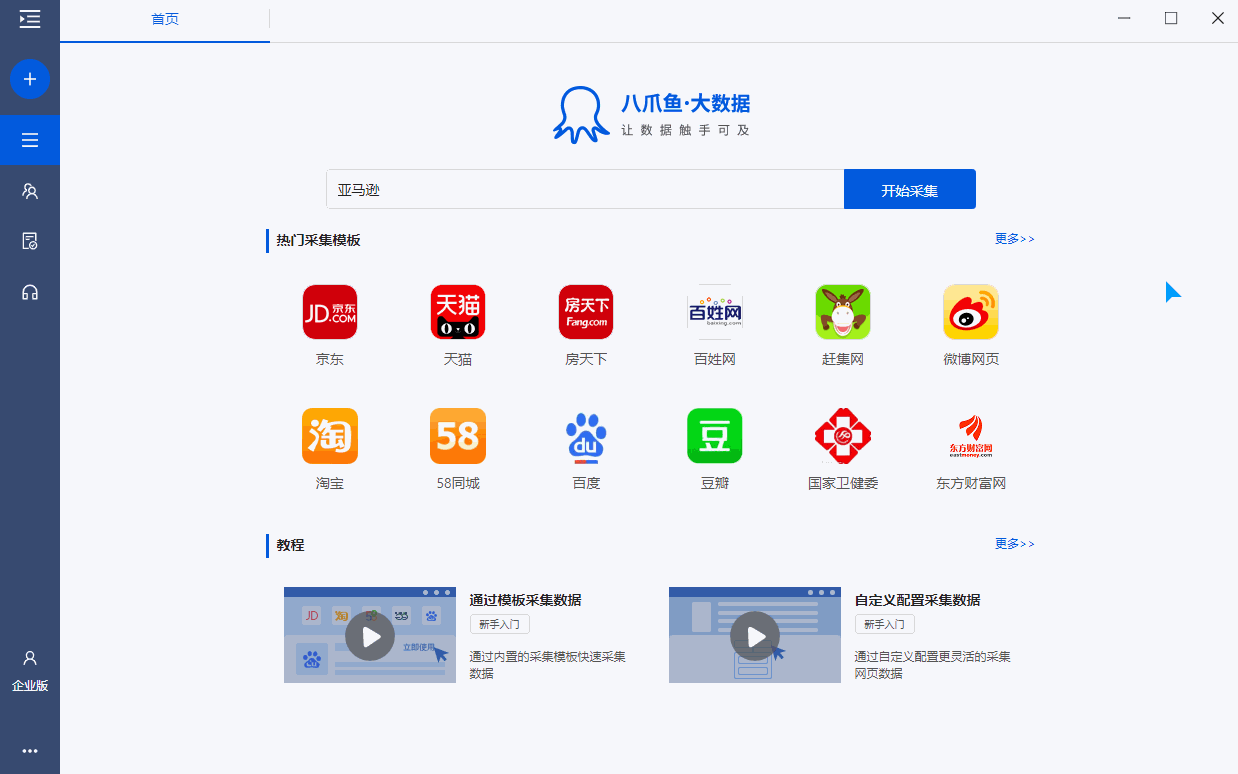 首页
八爪鱼·大数据
让数据触手可及
亚马逊
开始采集
热门采集模板
更多>>
JD 京东 .COM
天猫
房天下
Fang.com
百姓网
baixing.com
京东
天猫
房天下
百姓网
赶集网
微博网页
淘
58
du
豆
东方财富网
eastmoney.com
淘宝
58同城
百度
豆瓣
国家卫健委
东方财富网
教程
更多>>
JD
淘
58
立即使用
通过模板采集数据
新手入门
通过内置的采集模板快速采集
数据
自定义配置采集数据
新手入门
通过自定义配置更灵活的采集
网页数据
企业版